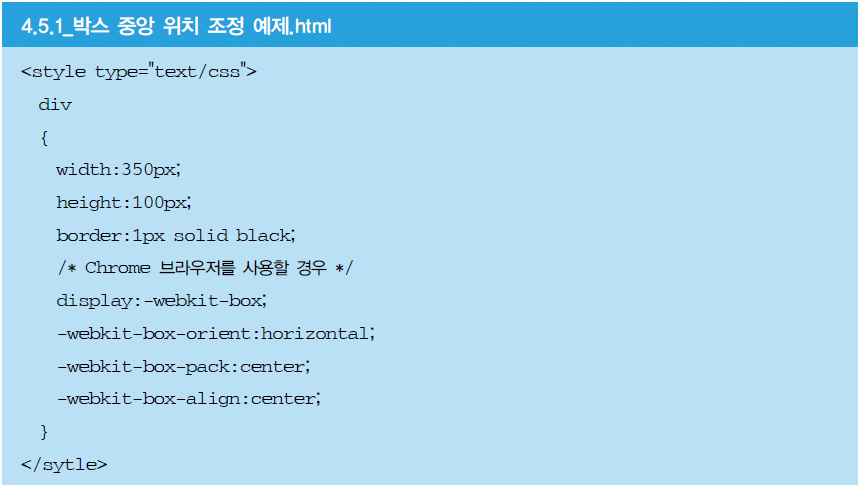 4.5.1_박스 중앙 위치 조정 예제.html
<style type="text/css">
div
{
width:350px;
height:100px;
border:1px solid black;
/* Chrome 브라우저를 사용할 경우 */
display:-webkit-box;
-webkit-box-orient:horizontal;
-webkit-box-pack:center;
-webkit-box-align:center;
}
</sytle>